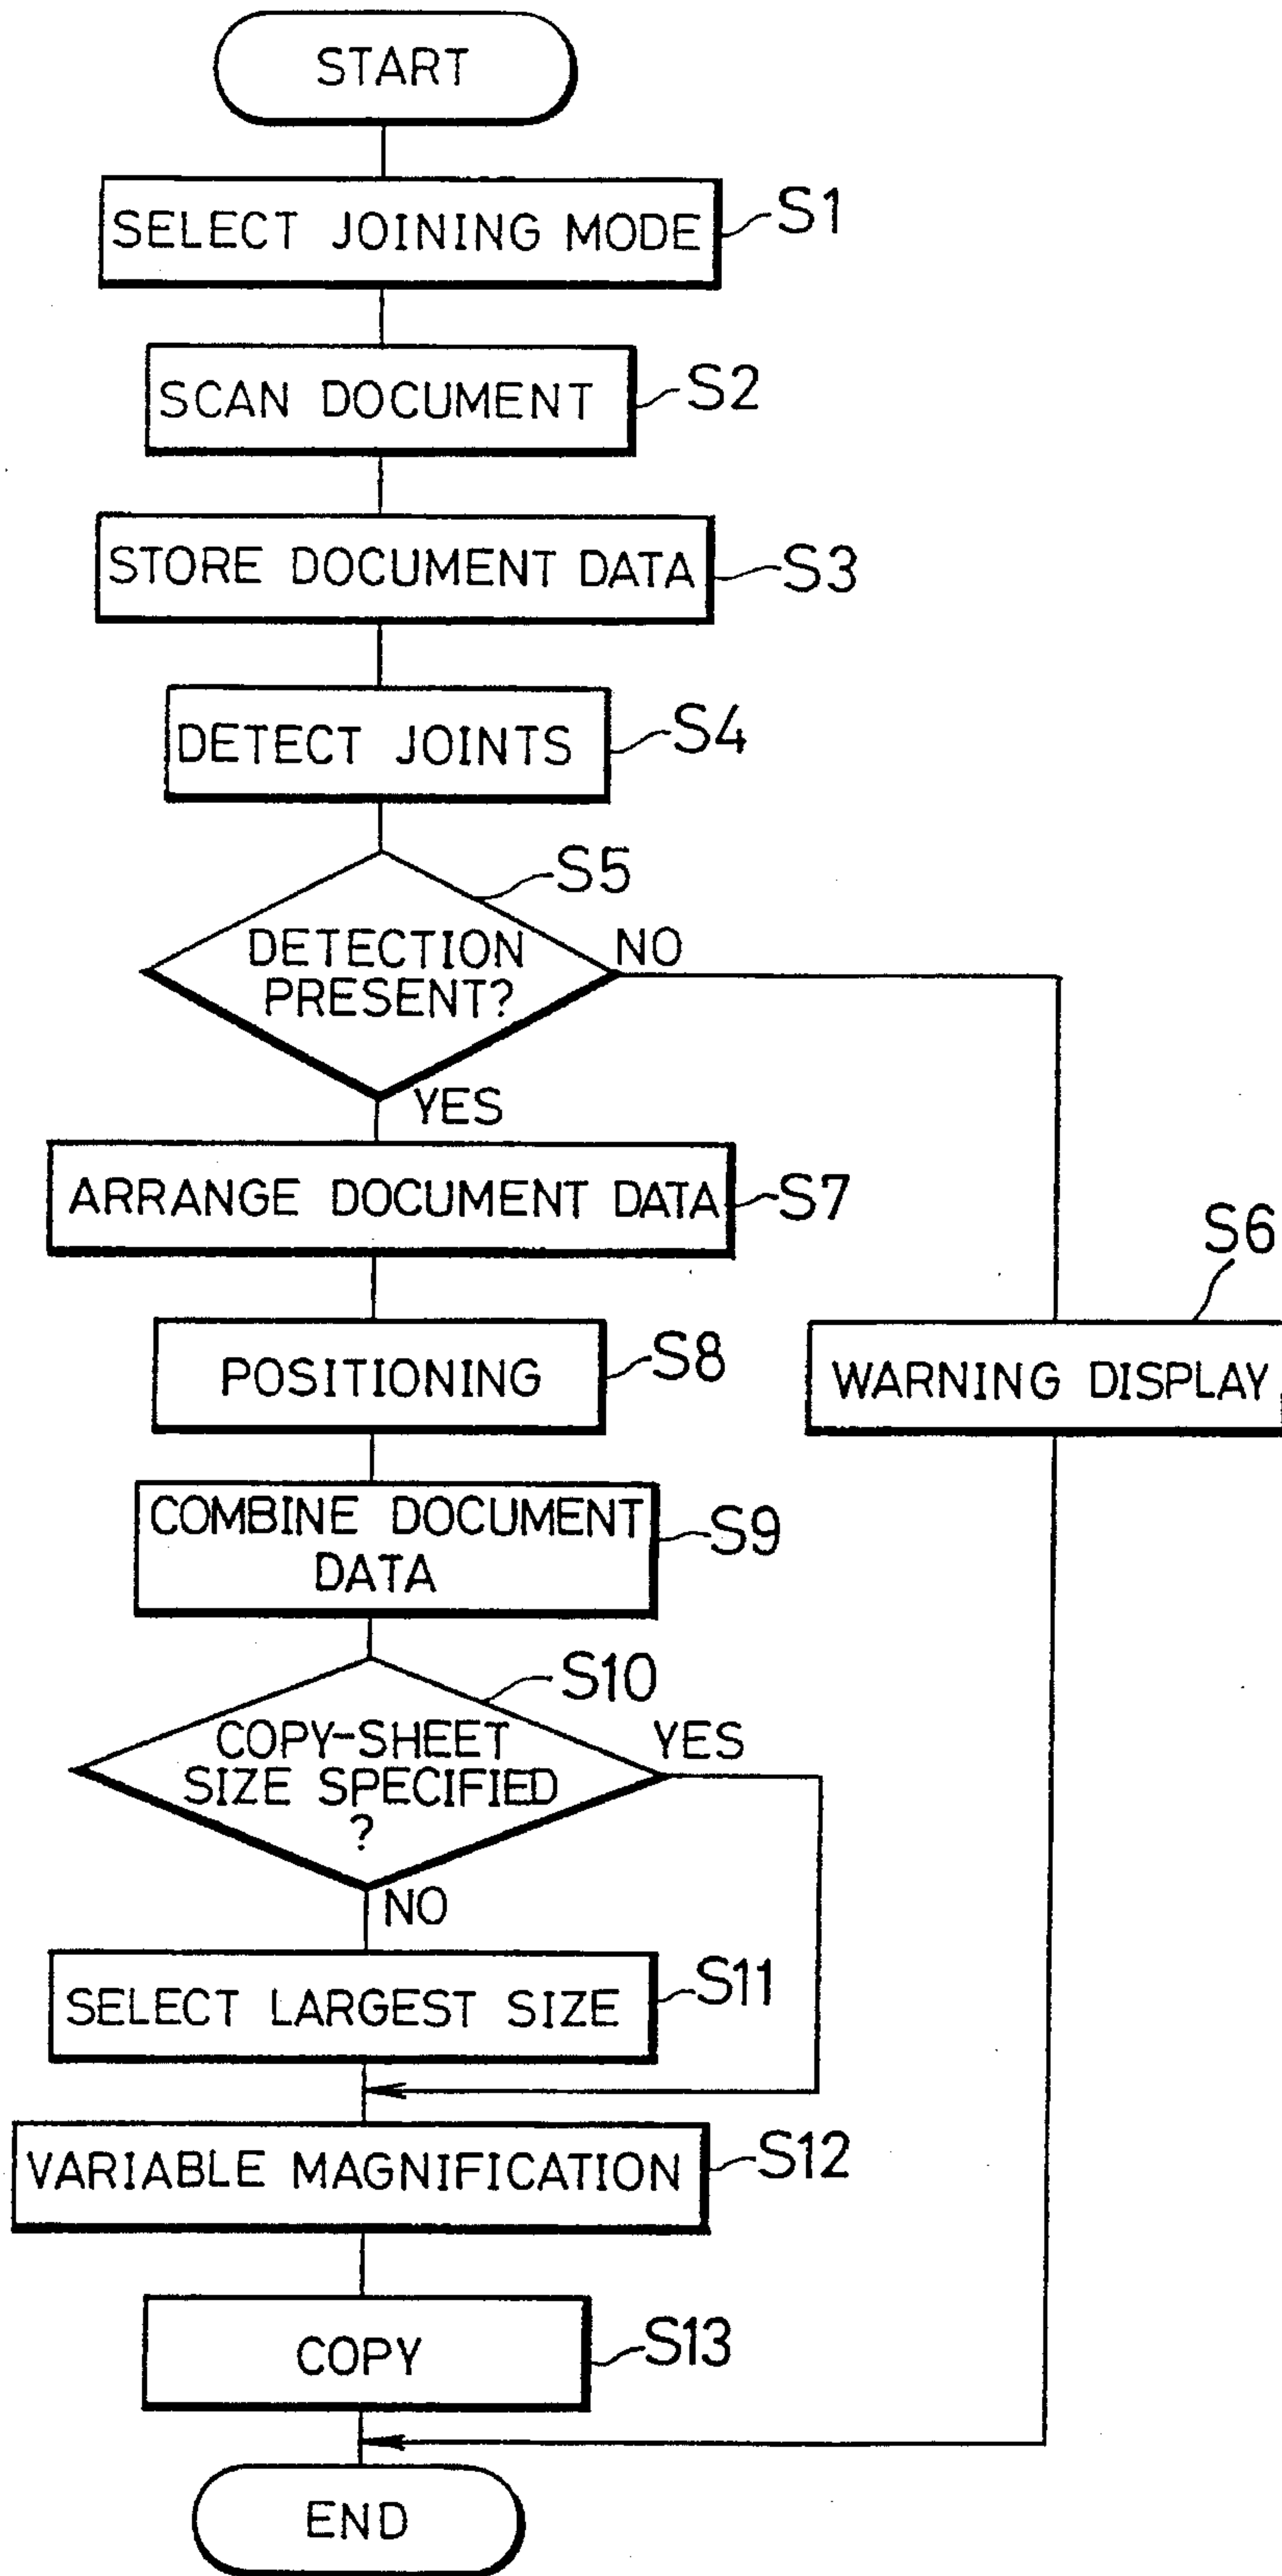 START
SELECT JOINING MODE
S1
SCAN DOCUMENT
S2
STORE DOCUMENT DATA
S3
DETECT JOINTS
S4
S5
DETECTION
PRESENT?
NO
YES
ARRANGE DOCUMENT DATA
S7
S6
POSITIONING
S8
WARNING DISPLAY
COMBINE DOCUMENT
DATA
S9
S10
COPY-SHEET
SIZE SPECIFIED
?
YES
NO
SELECT LARGEST SIZE
S11
VARIABLE MAGNIFICATION
S12
COPY
S13
END